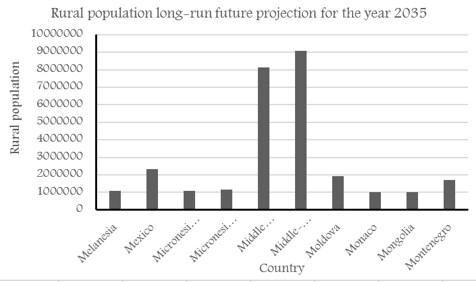 Rural population long-run future projection for the year 2035
Rural population
10000000
9000000
8000000
7000000
6000000
5000000
4000000
3000000
2000000
1000000
0
Melanesia
Mexico
Micronesi...
Micronesi...
Middle...
Middle-...
Moldova
Monaco
Mongolia
Montenegro
Country